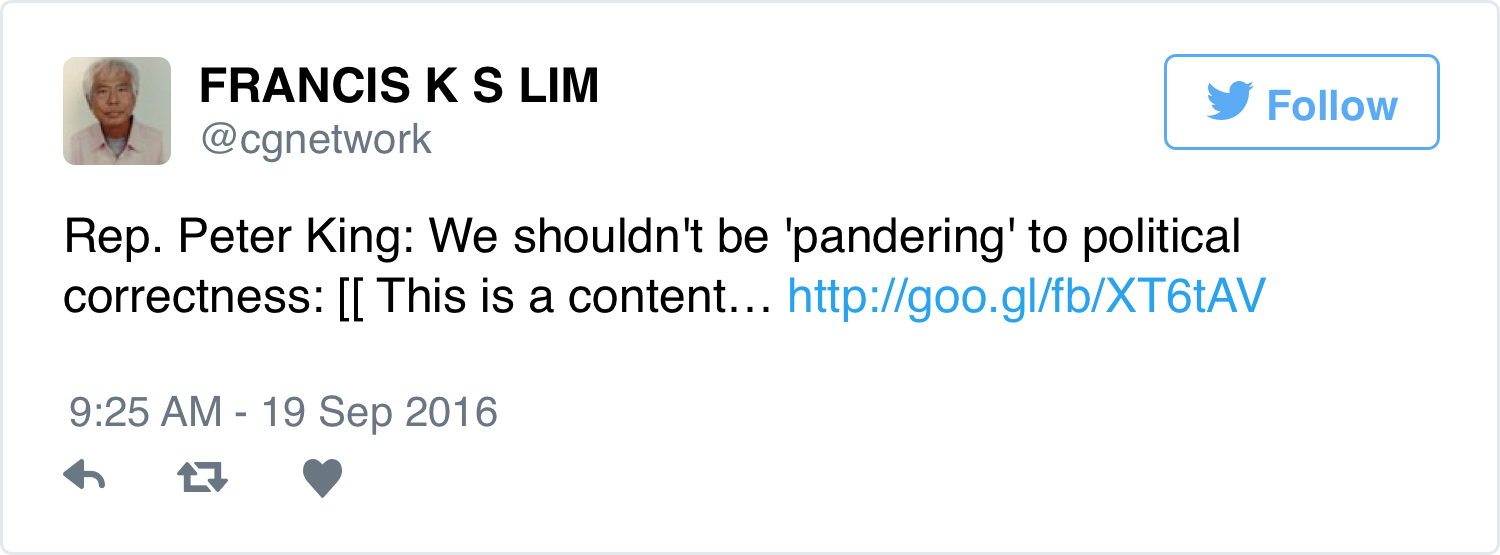 FRANCIS K S LIM
@cgnetwork
Follow
Rep. Peter King: We shouldn't be 'pandering' to political
correctness: [[ This is a content… http://goo.gl/fb/XT6tAV
9:25 AM - 19 Sep 2016